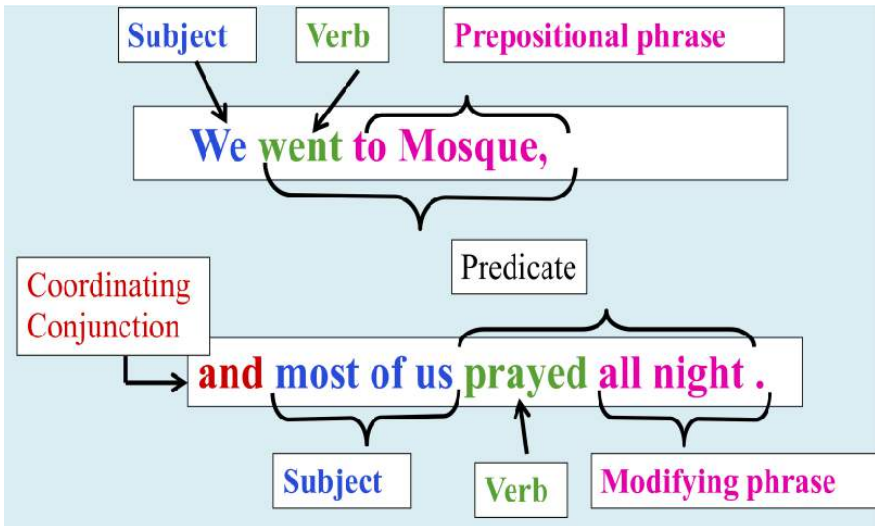 Subject Verb Prepositional phrase
We went to Mosque,
Predicate
Coordinating
Conjunction
and most of us prayed all night .
Subject Verb Modifying phrase